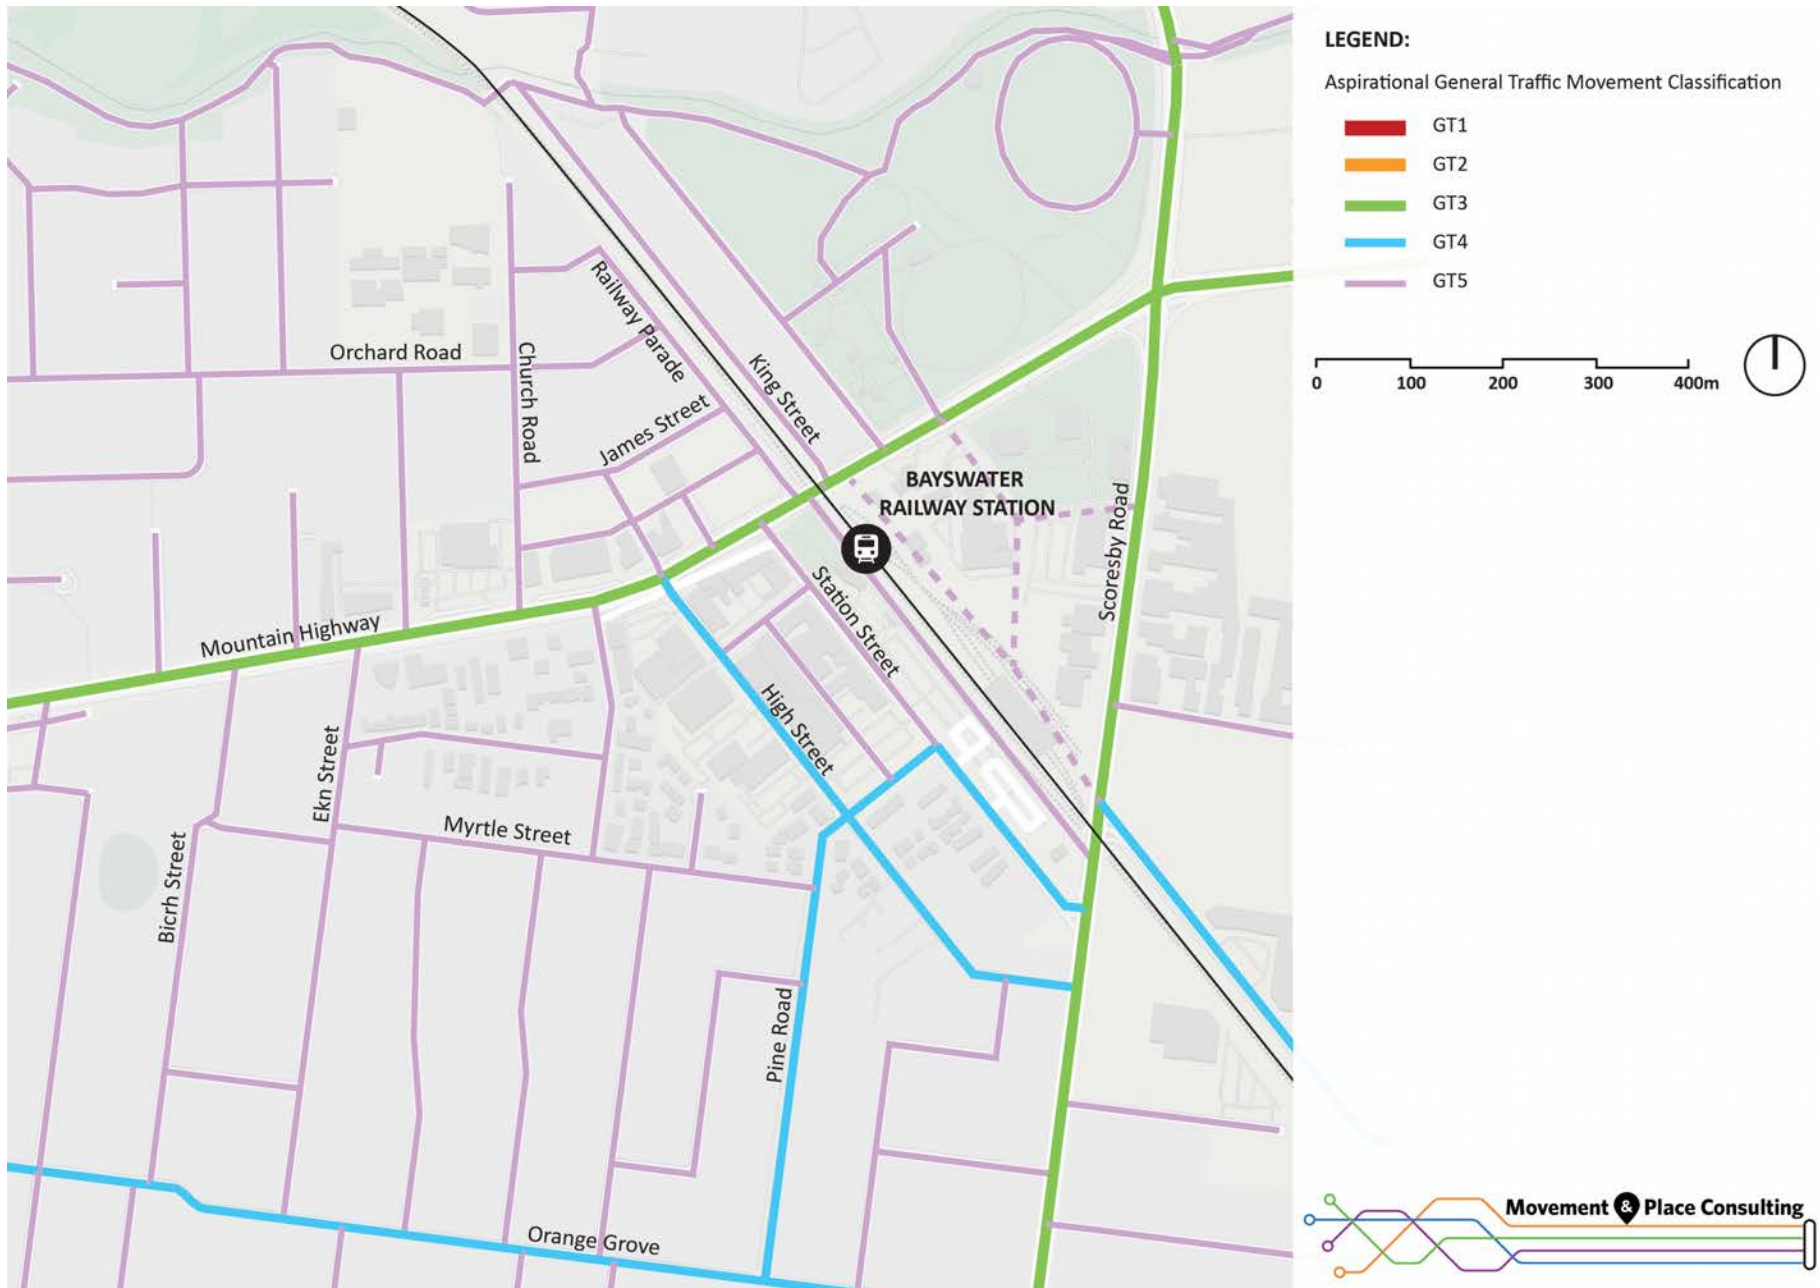 LEGEND:
Aspirational General Traffic Movement Classification
GT1
GT2
GT3
GT4
GT5
0 100 200 300 400m
Railway Parade
Orchard Road
Church Road
King Street
James Street
BAYSWATER
RAILWAY STATION
Scoresby Road
Station Street
Mountain Highway
High Street
Ekn Street
Myrtle Street
Bicrh Street
Pine Road
Orange Grove
Movement & Place Consulting